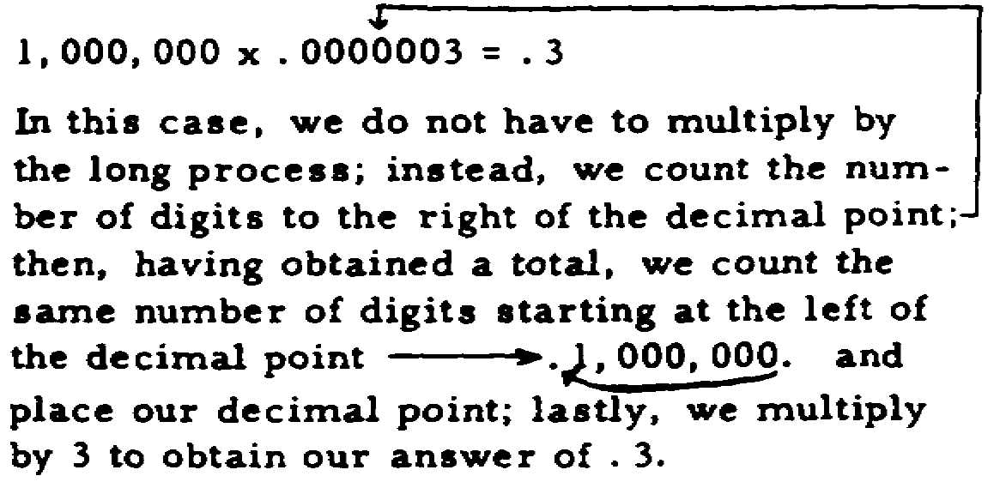 1,000,000 x .0000003 = .3
In this case, we do not have to multiply by
the long process; instead, we count the num-
ber of digits to the right of the decimal point;
then, having obtained a total, we count the
same number of digits starting at the left of
the decimal point → .1,000,000. and
place our decimal point; lastly, we multiply
by 3 to obtain our answer of .3.